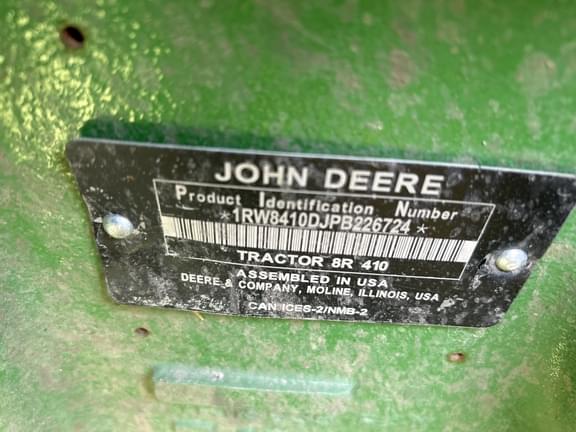 JOHN DEERE
Product Identification Number
*1RW8410DJPB226724*
TRACTOR 8R 410
ASSEMBLED IN USA
DEERE & COMPANY, MOLINE, ILLINOIS, USA
CAN ICES-2/NMB-2